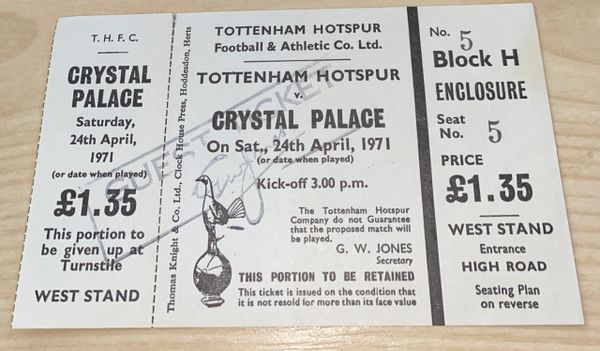 T. H. F. C.
CRYSTAL
PALACE
Saturday,
24th April,
1971
(or date when played)
£1.35
This portion to
be given up at
Turnstile
WEST STAND
Thomas Knight & Co. Ltd., Clock House Press, Hoddesdon, Herts
TOTTENHAM HOTSPUR
Football & Athletic Co. Ltd.
TOTTENHAM HOTSPUR
v.
CRYSTAL PALACE
On Sat., 24th April, 1971
(or date when played)
Kick-off 3.00 p.m.
The Tottenham Hotspur
Company do not Guarantee
that the proposed match will
be played.
G. W. JONES
Secretary
THIS PORTION TO BE RETAINED
This ticket is issued on the condition that
it is not resold for more than its face value
GUEST TICKET
No. 5
Block H
ENCLOSURE
Seat
No. 5
PRICE
£1.35
WEST STAND
Entrance
HIGH ROAD
Seating Plan
on reverse